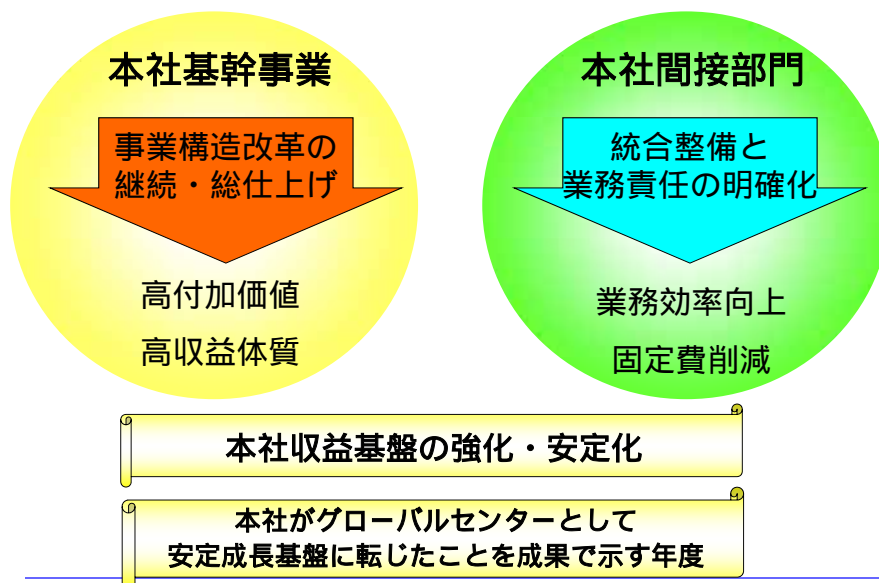 本社基幹事業
事業構造改革の
継続・総仕上げ
高付加価値
高収益体質
本社間接部門
統合整備と
業務責任の明確化
業務効率向上
固定費削減
本社収益基盤の強化・安定化
本社がグローバルセンターとして
安定成長基盤に転じたことを成果で示す年度